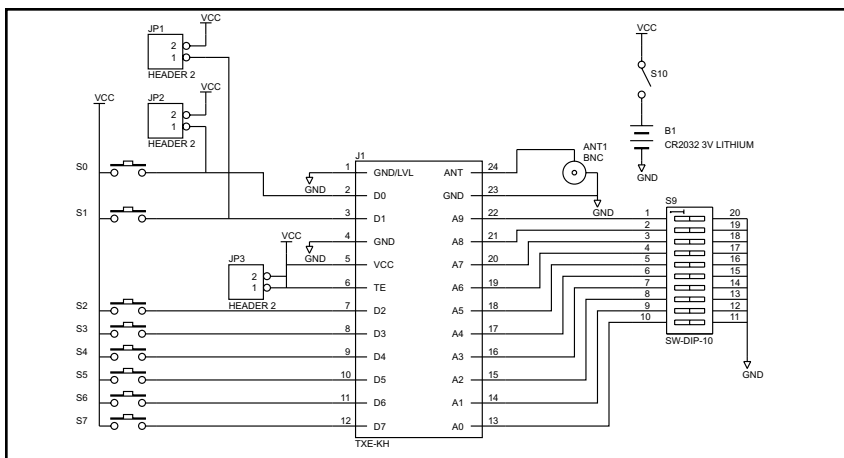 VCC
JP1
2
1
HEADER 2
VCC
JP2
2
1
HEADER 2
VCC
S0
S1
S2
S3
S4
S5
S6
S7
VCC
JP3
2
1
HEADER 2
GND
GND
J1
1 GND/LVL ANT 24
2 D0 GND 23
3 D1 A9 22
4 GND A8 21
5 VCC A7 20
6 TE A6 19
7 D2 A5 18
8 D3 A4 17
9 D4 A3 16
10 D5 A2 15
11 D6 A1 14
12 D7 A0 13
TXE-KH
ANT1
BNC
GND
VCC
S10
B1
CR2032 3V LITHIUM
GND
S9
1 20
2 19
3 18
4 17
5 16
6 15
7 14
8 13
9 12
10 11
SW-DIP-10
GND